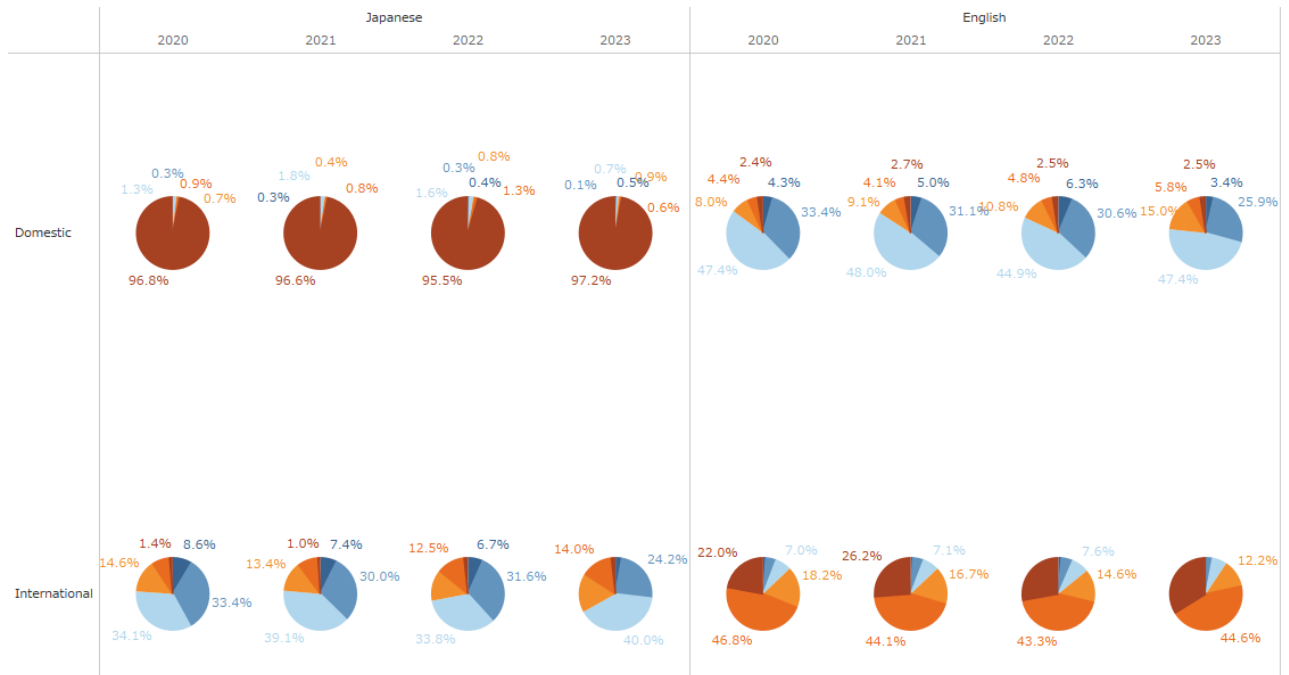 Japanese English
2020 2021 2022 2023 2020 2021 2022 2023
0.3% 0.4% 0.3% 0.8% 0.7% 2.4% 2.7% 2.5% 2.5%
1.3% 0.9% 1.8% 0.4% 0.1% 0.5% 0.9% 4.4% 4.3% 4.1% 5.0% 4.8% 6.3% 5.8% 3.4%
0.7% 0.3% 0.8% 1.6% 1.3% 0.6% 8.0% 33.4% 9.1% 31.1% 10.8% 30.6% 15.0% 25.9%
Domestic
96.8% 96.6% 95.5% 97.2% 47.4% 48.0% 44.9% 47.4%
1.4% 8.6% 1.0% 7.4% 12.5% 6.7% 14.0% 24.2% 22.0% 7.0% 26.2% 7.1% 7.6% 12.2%
14.6% 33.4% 13.4% 30.0% 31.6% 18.2% 16.7% 14.6%
International
34.1% 39.1% 33.8% 40.0% 46.8% 44.1% 43.3% 44.6%